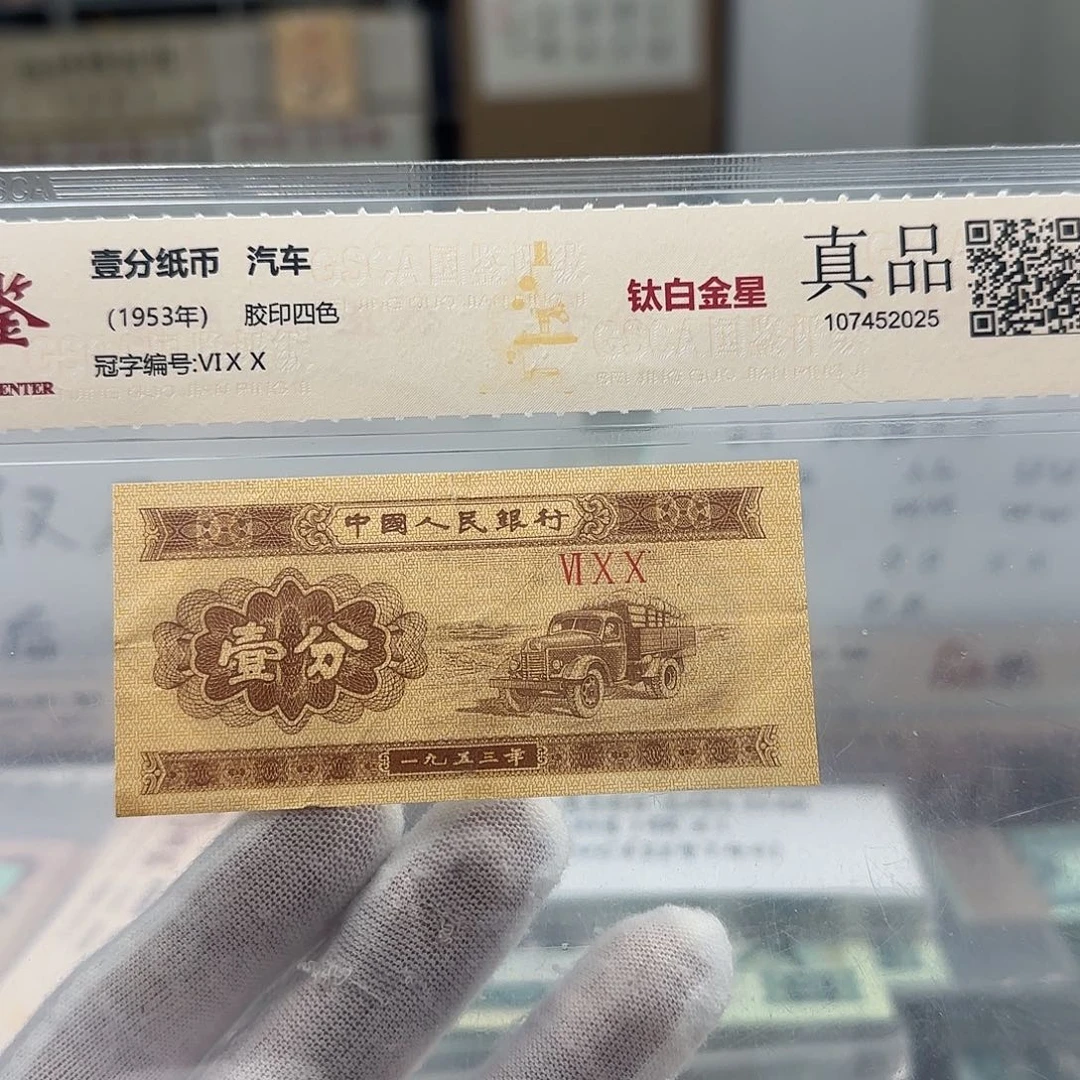 鉴
ENTER
壹分纸币 汽车
(1953年) 胶印四色
冠字编号:VI X X
钛白金星
真品
107452025
中國人民銀行
VI X X
壹分
一九五三年